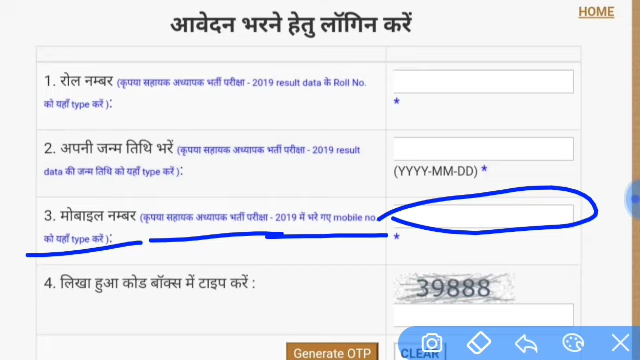 HOME
आवेदन भरने हेतु लॉगिन करें
1. रोल नम्बर (कृपया सहायक अध्यापक भर्ती परीक्षा - 2019 result data के Roll No.
को यहाँ type करें ):
*
2. अपनी जन्म तिथि भरें (कृपया सहायक अध्यापक भर्ती परीक्षा - 2019 result
data की जन्म तिथि को यहाँ type करें ):
(YYYY-MM-DD) *
3. मोबाइल नम्बर (कृपया सहायक अध्यापक भर्ती परीक्षा - 2019 में भरे गए mobile no.
को यहाँ type करें ):
*
4. लिखा हुआ कोड बॉक्स में टाइप करें :
39888
Generate OTP
CLEAR